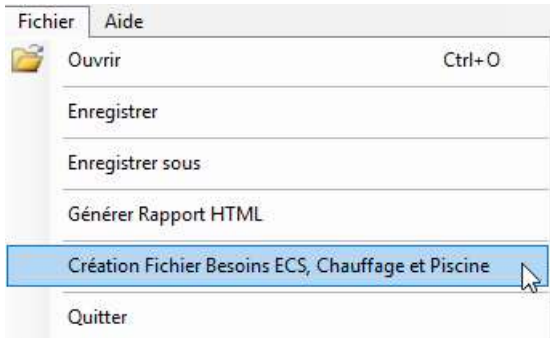 Fichier Aide
Ouvrir Ctrl+O
Enregistrer
Enregistrer sous
Générer Rapport HTML
Création Fichier Besoins ECS, Chauffage et Piscine
Quitter